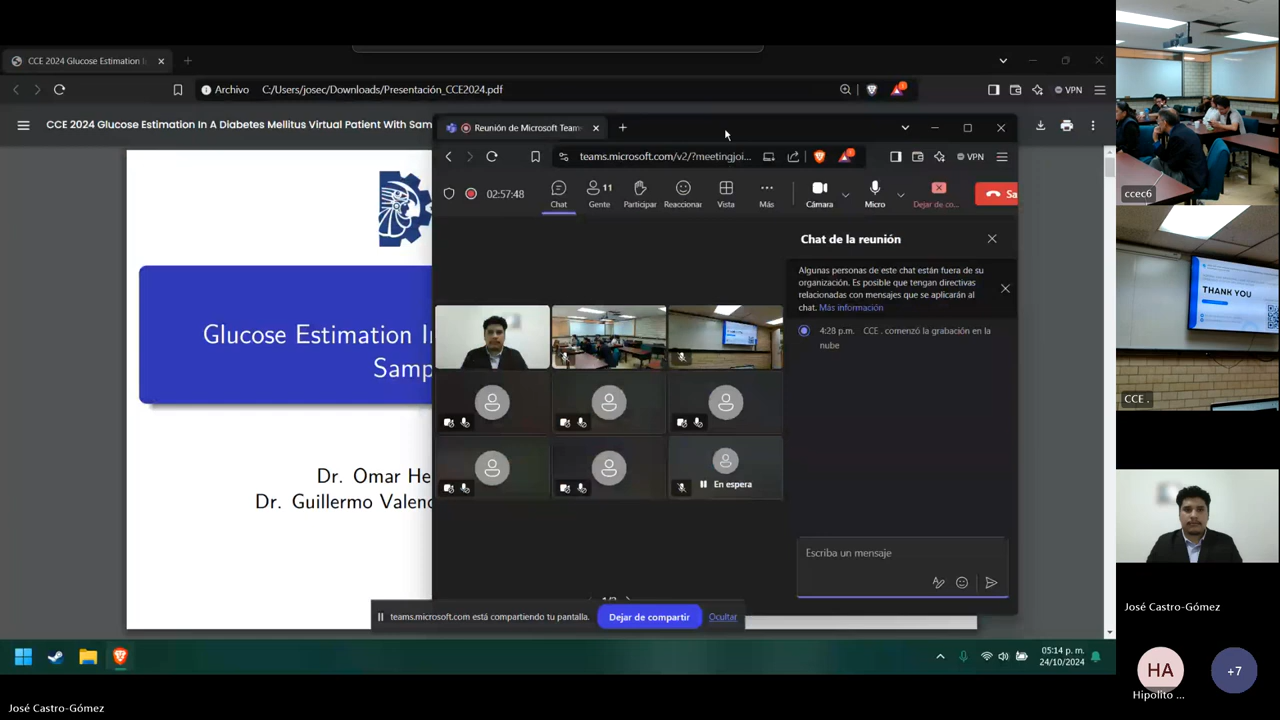 CCE 2024 Glucose Estimation I
Archivo
C:/Users/josec/Downloads/Presentación_CCE2024.pdf
VPN
CCE 2024 Glucose Estimation In A Diabetes Mellitus Virtual Patient With Sam
Glucose Estimation I
Samp
Dr. Omar He
Dr. Guillermo Valenc
Reunión de Microsoft Team
teams.microsoft.com/v2/?meetingjoi...
VPN
02:57:48
Chat
11
Gente
Participar
Reaccionar
Vista
Más
Cámara
Micro
Dejar de co...
Sa
Chat de la reunión
Algunas personas de este chat están fuera de su
organización. Es posible que tengan directivas
relacionadas con mensajes que se aplicarán al
chat. Más información
4:28 p.m. CCE . comenzó la grabación en la
nube
En espera
Escriba un mensaje
teams.microsoft.com está compartiendo tu pantalla.
Dejar de compartir
Ocultar
05:14 p. m.
24/10/2024
José Castro-Gómez
ccec6
THANK YOU
CCE .
José Castro-Gómez
HA
Hipolito ...
+7